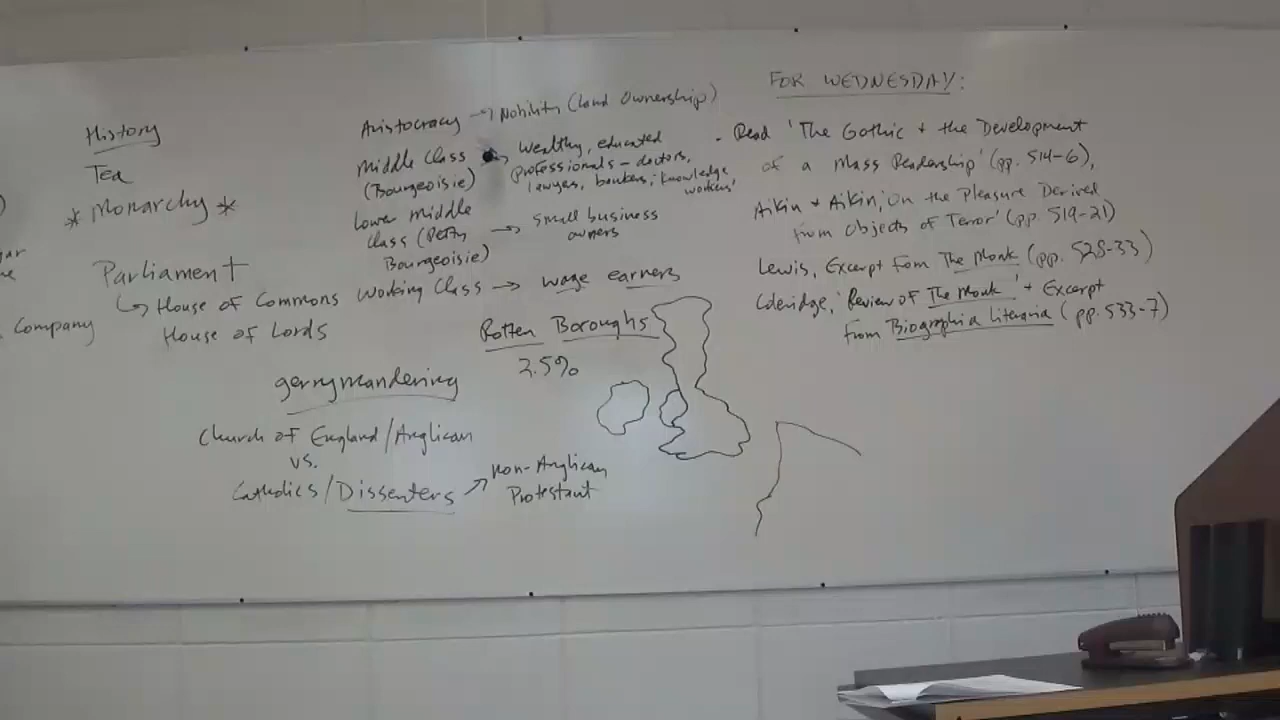 History
Tea
*Monarchy*
Parliament
↳ House of Commons
House of Lords
Company
gerrymandering
Church of England/Anglican
vs.
Catholics/Dissenters → non-Anglican
Protestant
Aristocracy → Nobility (Land Ownership)
Middle Class → Wealthy, educated
(Bourgeoisie) professionals – doctors,
lawyers, bankers, 'knowledge
workers'
Lower middle
class (Petty → small business
Bourgeoisie) owners
Working Class → wage earners
Rotten Boroughs
2.5%
FOR WEDNESDAY:
- Read 'The Gothic + the Development
of a Mass Readership' (pp. 514-6),
Aikin + Aikin, 'On the Pleasure Derived
from Objects of Terror' (pp. 519-21)
Lewis, Excerpt from The Monk (pp. 528-33)
Coleridge, 'Review of The Monk' + Excerpt
from Biographia Literaria (pp. 533-7)